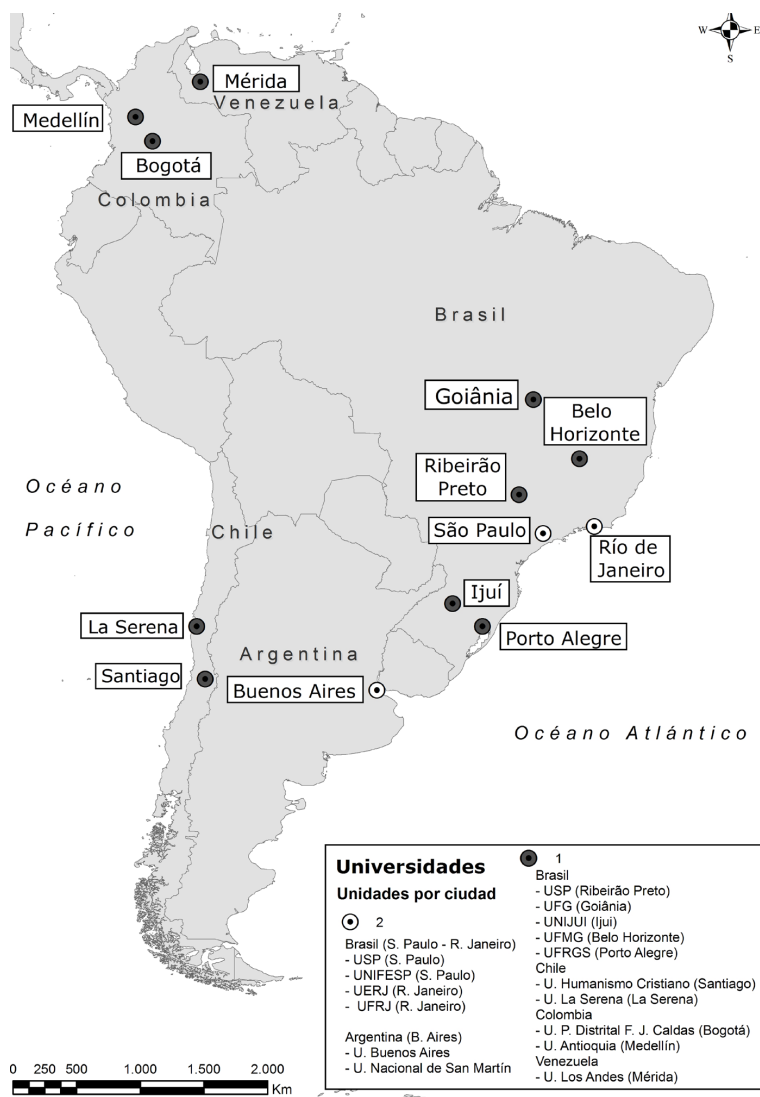 W E
S
Mérida
Venezuela
Medellín
Bogotá
Colombia
Brasil
Goiânia
Belo
Horizonte
Ribeirão
Preto
Océano
Pacífico
Chile
São Paulo
Río de
Janeiro
Ijuí
La Serena
Porto Alegre
Argentina
Santiago
Buenos Aires
Océano Atlántico
Universidades
Unidades por ciudad
2
Brasil (S. Paulo - R. Janeiro)
- USP (S. Paulo)
- UNIFESP (S. Paulo)
- UERJ (R. Janeiro)
- UFRJ (R. Janeiro)
Argentina (B. Aires)
- U. Buenos Aires
- U. Nacional de San Martín
1
Brasil
- USP (Ribeirão Preto)
- UFG (Goiânia)
- UNIJUI (Ijui)
- UFMG (Belo Horizonte)
- UFRGS (Porto Alegre)
Chile
- U. Humanismo Cristiano (Santiago)
- U. La Serena (La Serena)
Colombia
- U. P. Distrital F. J. Caldas (Bogotá)
- U. Antioquia (Medellín)
Venezuela
- U. Los Andes (Mérida)
0 250 500 1.000 1.500 2.000
Km